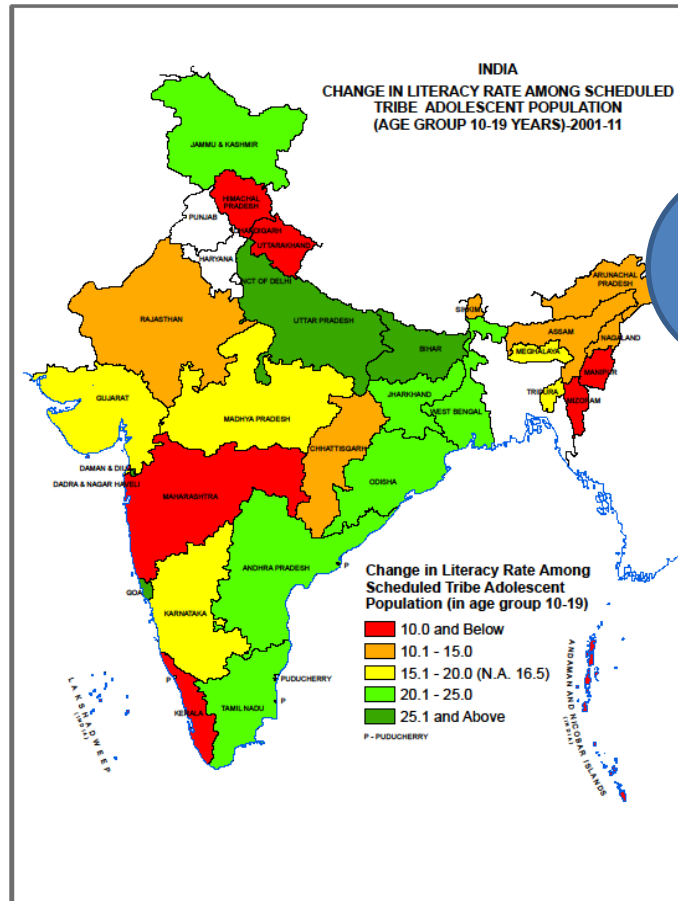 INDIA
CHANGE IN LITERACY RATE AMONG SCHEDULED
TRIBE ADOLESCENT POPULATION
(AGE GROUP 10-19 YEARS)-2001-11
JAMMU & KASHMIR
HIMACHAL
PRADESH
PUNJAB
CHANDIGARH
UTTARAKHAND
HARYANA
NCT OF DELHI
ARUNACHAL
PRADESH
SIKKIM
RAJASTHAN
UTTAR PRADESH
ASSAM
NAGALAND
BIHAR
MEGHALAYA
MANIPUR
TRIPURA
MIZORAM
JHARKHAND
GUJARAT
WEST BENGAL
MADHYA PRADESH
CHHATTISGARH
DAMAN & DIU
DADRA & NAGAR HAVELI
ODISHA
MAHARASHTRA
ANDHRA PRADESH
P
GOA
KARNATAKA
Change in Literacy Rate Among
Scheduled Tribe Adolescent
Population (in age group 10-19)
10.0 and Below
10.1 - 15.0
15.1 - 20.0 (N.A. 16.5)
20.1 - 25.0
25.1 and Above
P - PUDUCHERRY
P
PUDUCHERRY
P
KERALA
TAMIL NADU
LAKSHADWEEP
(INDIA)
ANDAMAN AND NICOBAR ISLANDS
(INDIA)